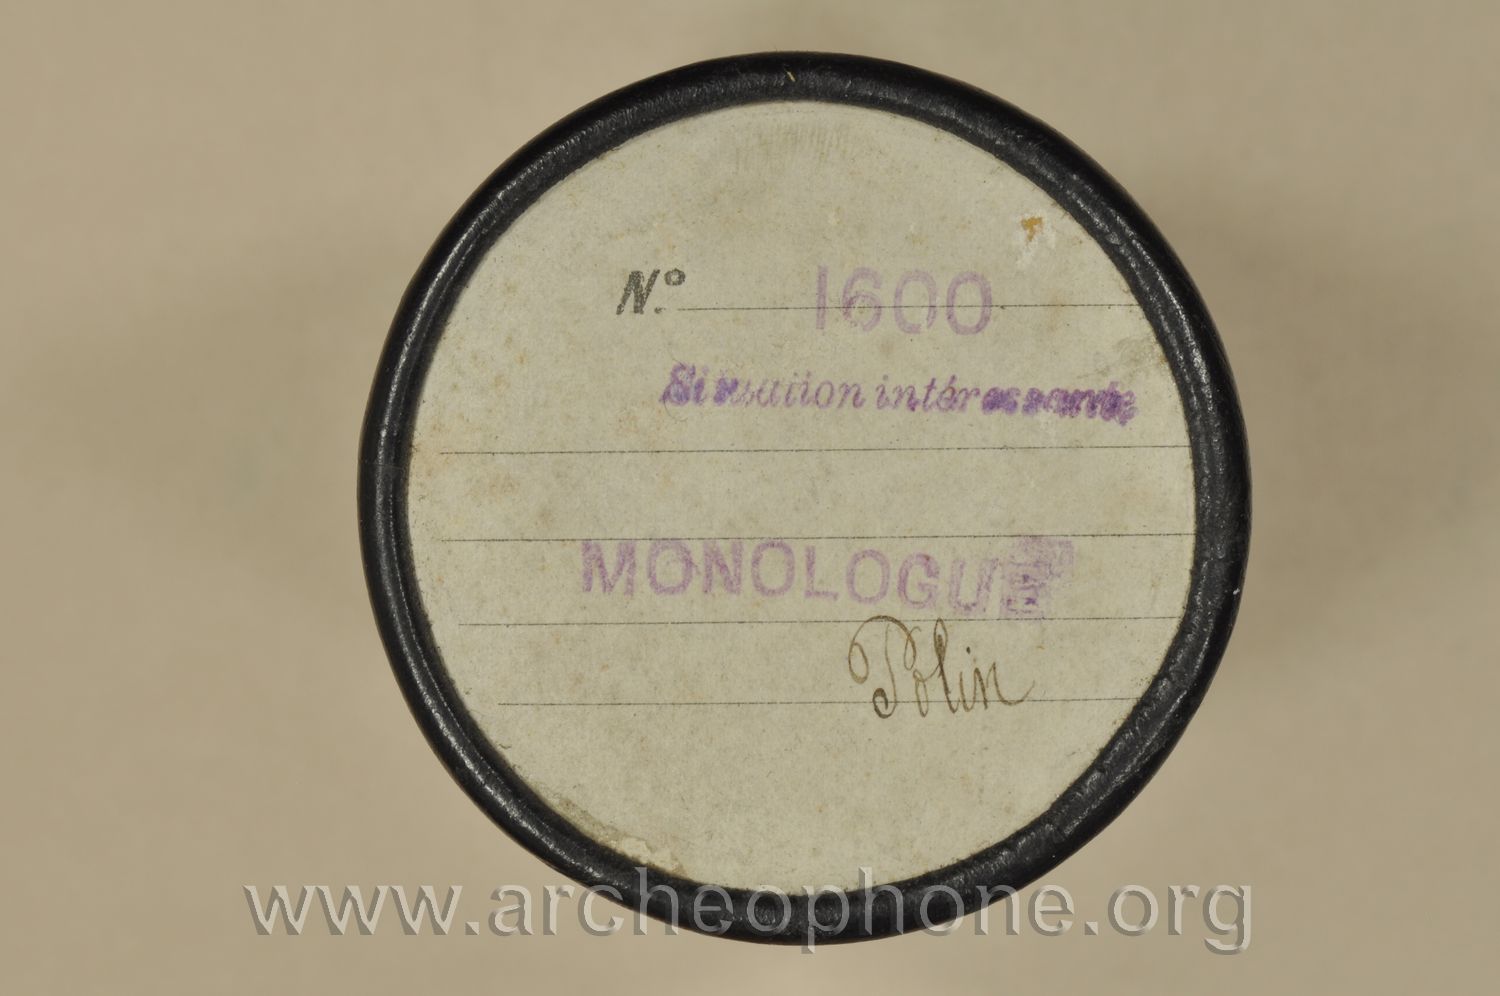 N.º 1600
Situation intéressante
MONOLOGUE
Polin
www.archeophone.org